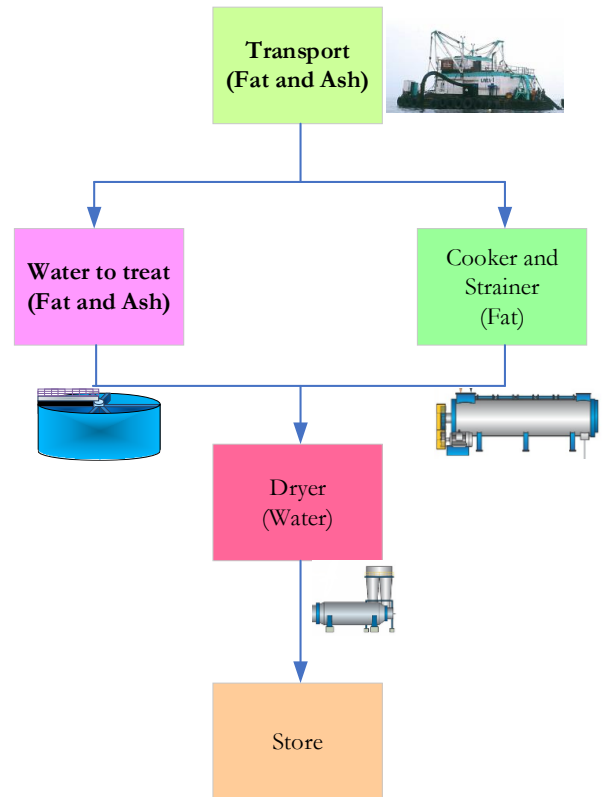 Transport
(Fat and Ash)
Water to treat
(Fat and Ash)
Cooker and
Strainer
(Fat)
Dryer
(Water)
Store